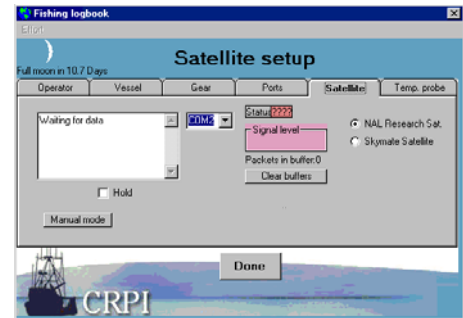 Fishing logbook
Effort
Full moon in 10.7 Days
Satellite setup
Operator
Vessel
Gear
Ports
Satellite
Temp. probe
Waiting for data
COM2
Status ????
Signal level
Packets in buffer:0
Clear buffers
NAL Research Sat.
Skymate Satellite
Hold
Manual mode
Done
CRPI